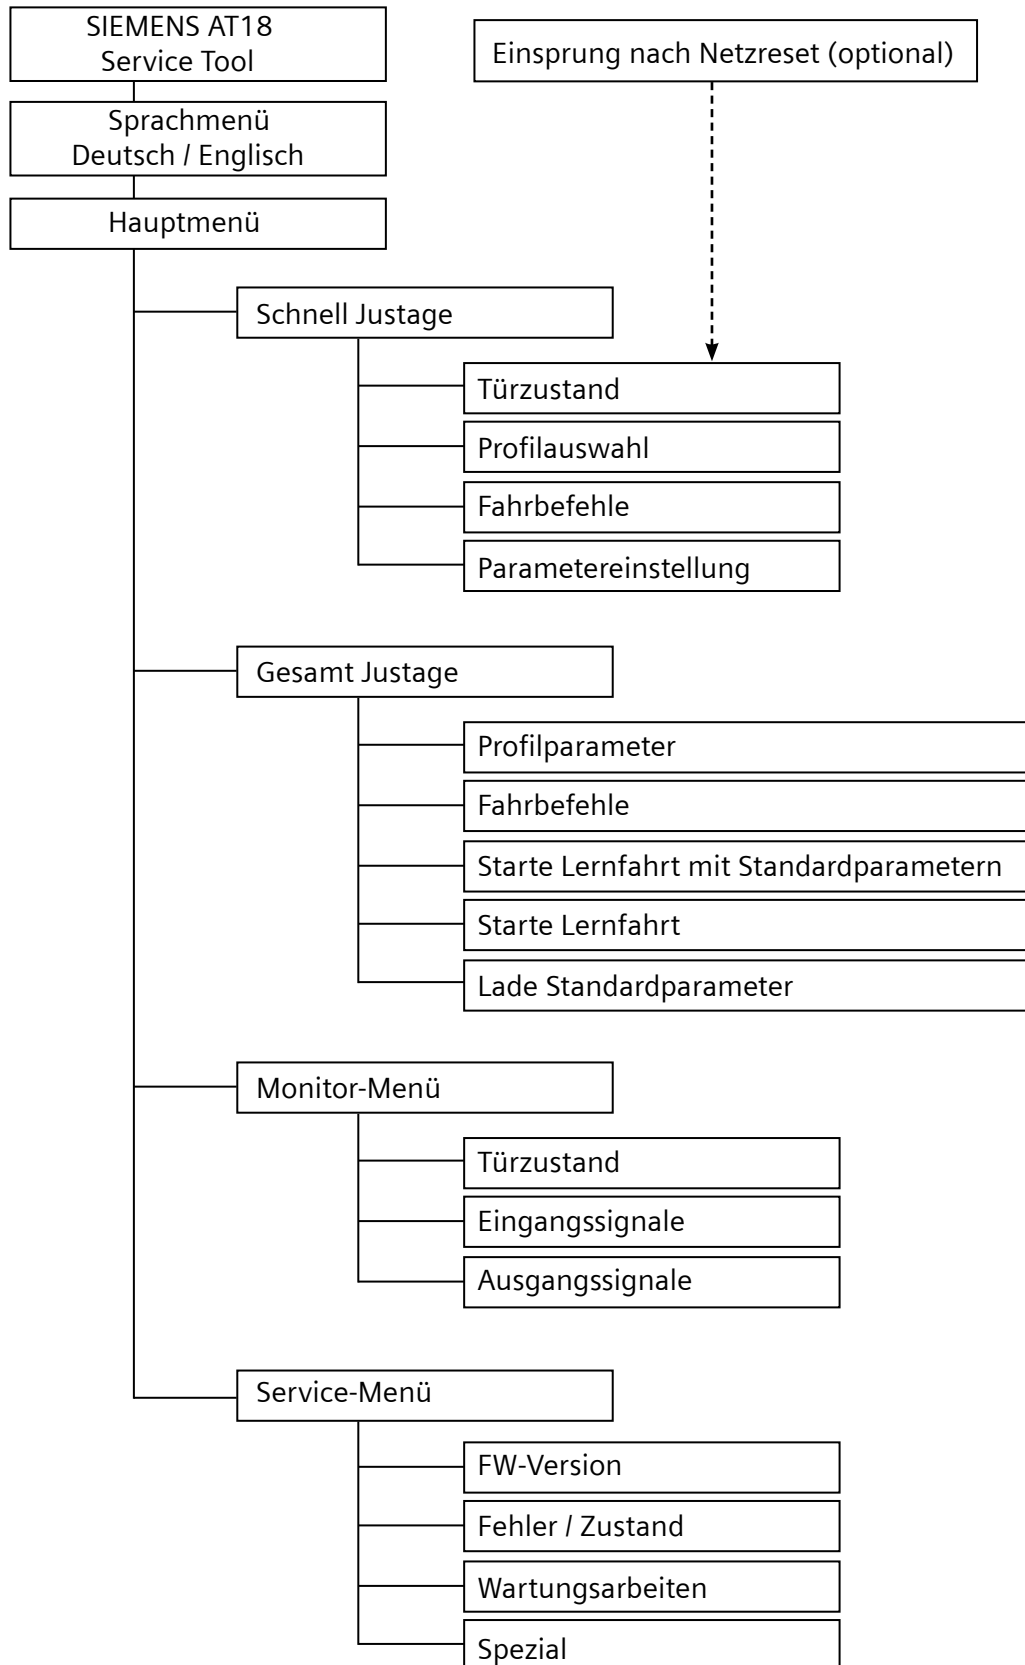 SIEMENS AT18
Service Tool
Einsprung nach Netzreset (optional)
Sprachmenü
Deutsch / Englisch
Hauptmenü
Schnell Justage
Türzustand
Profilauswahl
Fahrbefehle
Parametereinstellung
Gesamt Justage
Profilparameter
Fahrbefehle
Starte Lernfahrt mit Standardparametern
Starte Lernfahrt
Lade Standardparameter
Monitor-Menü
Türzustand
Eingangssignale
Ausgangssignale
Service-Menü
FW-Version
Fehler / Zustand
Wartungsarbeiten
Spezial